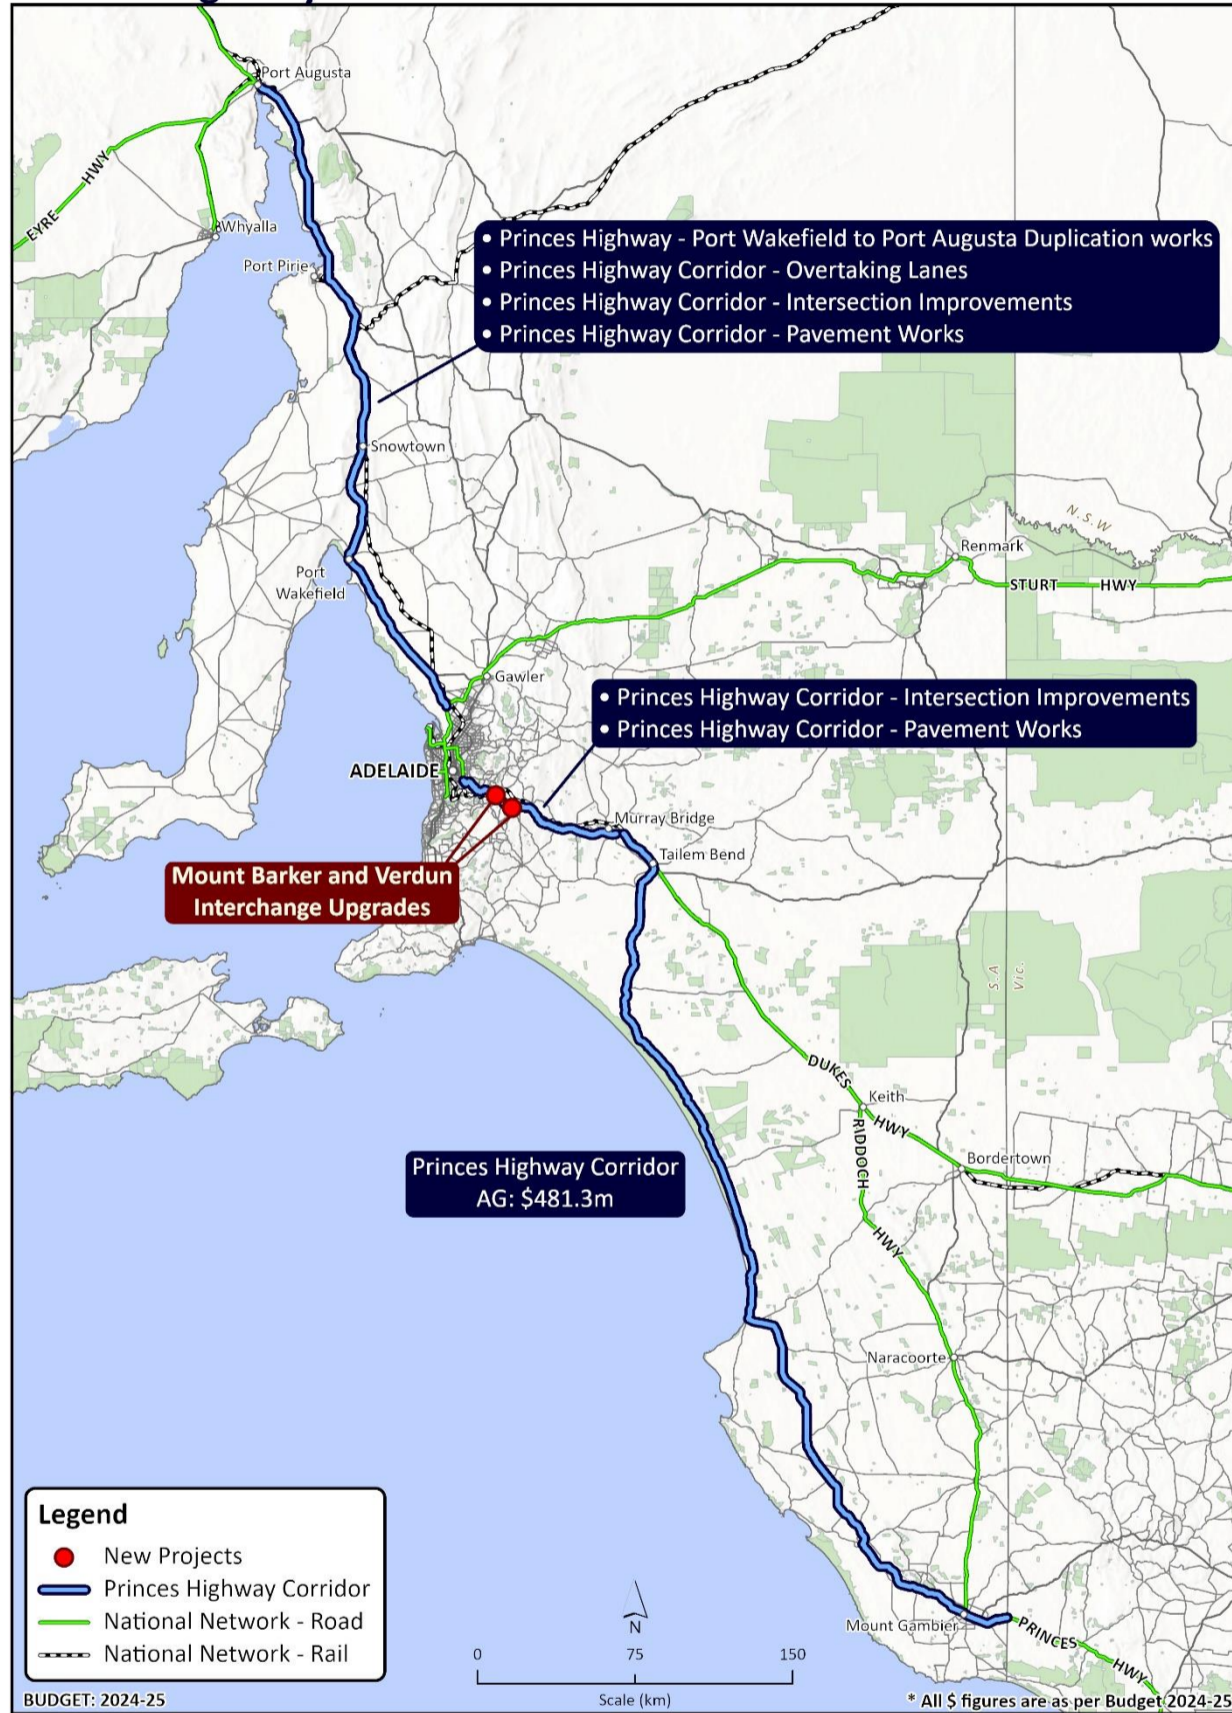 Port Augusta
EYRE HWY
Whyalla
Port Pirie
• Princes Highway - Port Wakefield to Port Augusta Duplication works
• Princes Highway Corridor - Overtaking Lanes
• Princes Highway Corridor - Intersection Improvements
• Princes Highway Corridor - Pavement Works
Snowtown
N.S.W
Renmark
STURT HWY
Port
Wakefield
Gawler
• Princes Highway Corridor - Intersection Improvements
• Princes Highway Corridor - Pavement Works
ADELAIDE
Murray Bridge
Tailem Bend
Mount Barker and Verdun
Interchange Upgrades
S.A
Vic.
DUKES HWY
Keith
RIDDOCH HWY
Bordertown
Princes Highway Corridor
AG: $481.3m
Naracoorte
Legend
New Projects
Princes Highway Corridor
National Network - Road
National Network - Rail
N
0 75 150
Scale (km)
Mount Gambier
PRINCES HWY
BUDGET: 2024-25
* All $ figures are as per Budget 2024-25